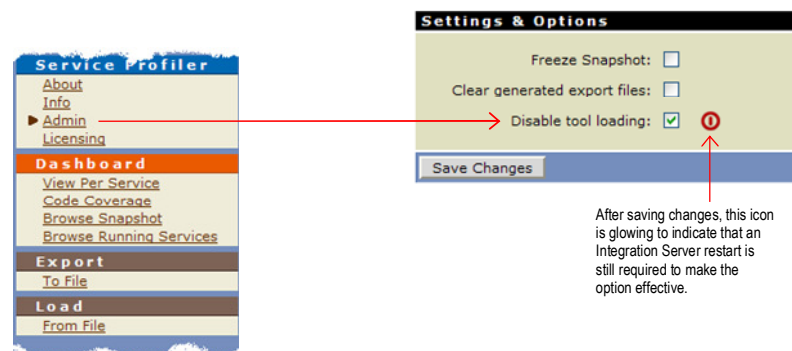 Service Profiler
About
Info
Admin
Licensing
Dashboard
View Per Service
Code Coverage
Browse Snapshot
Browse Running Services
Export
To File
Load
From File
Settings & Options
Freeze Snapshot:
Clear generated export files:
Disable tool loading:
Save Changes
After saving changes, this icon
is glowing to indicate that an
Integration Server restart is
still required to make the
option effective.